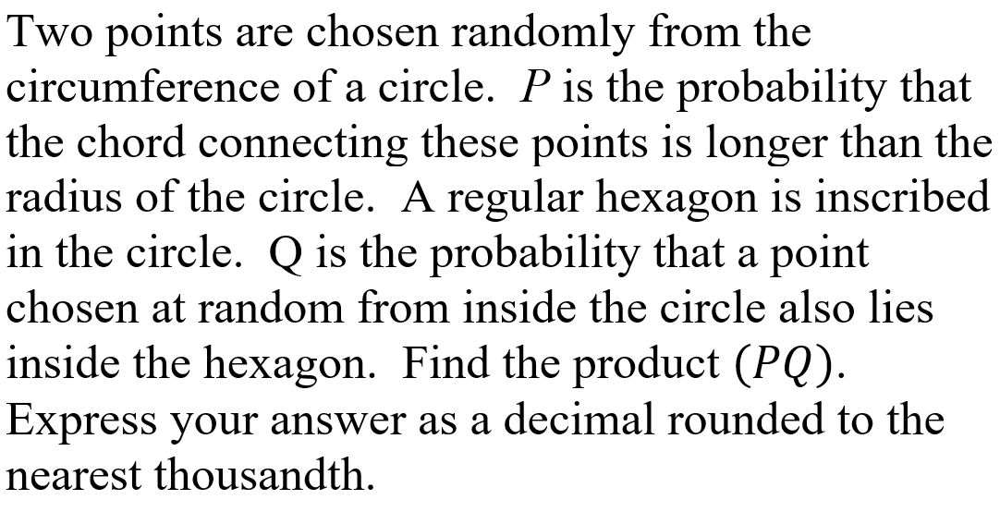 Two points are chosen randomly from the
circumference of a circle.  P is the probability that
the chord connecting these points is longer than the
radius of the circle.  A regular hexagon is inscribed
in the circle.  Q is the probability that a point
chosen at random from inside the circle also lies
inside the hexagon.  Find the product (PQ).
Express your answer as a decimal rounded to the
nearest thousandth.